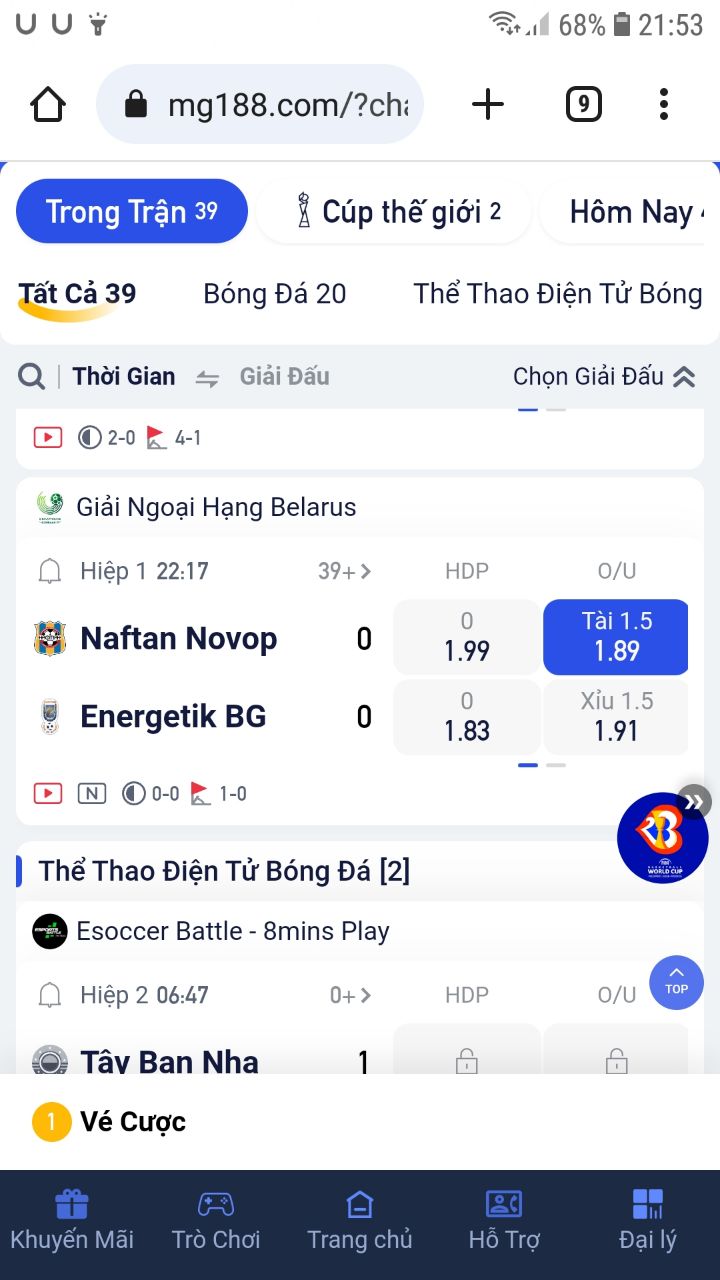 68% 21:53
mg188.com/?cha
9
Trong Trận 39 Cúp thế giới 2 Hôm Nay
Tất Cả 39 Bóng Đá 20 Thể Thao Điện Tử Bóng
Thời Gian Giải Đấu Chọn Giải Đấu
2-0 4-1
Giải Ngoại Hạng Belarus
Hiệp 1 22:17 39+ HDP O/U
0 Tài 1.5
Naftan Novop 0 1.99 1.89
0 Xỉu 1.5
Energetik BG 0 1.83 1.91
N 0-0 1-0
WORLD CUP
Thể Thao Điện Tử Bóng Đá [2]
Esoccer Battle - 8mins Play
Hiệp 2 06:47 0+ HDP O/U
TOP
Tây Ban Nha 1
1 Vé Cược
Khuyến Mãi Trò Chơi Trang chủ Hỗ Trợ Đại lý